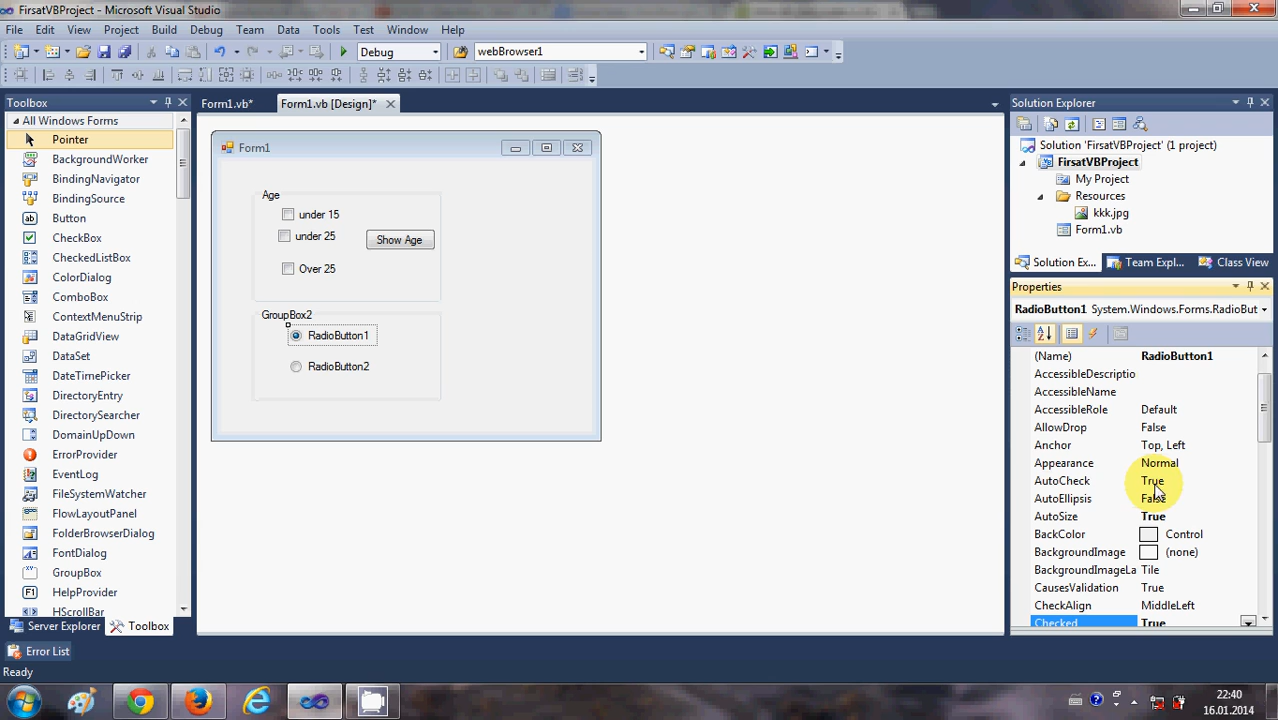 FirsatVBProject - Microsoft Visual Studio
File Edit View Project Build Debug Team Data Tools Test Window Help
Debug webBrowser1
Toolbox
All Windows Forms
Pointer
BackgroundWorker
BindingNavigator
BindingSource
Button
CheckBox
CheckedListBox
ColorDialog
ComboBox
ContextMenuStrip
DataGridView
DataSet
DateTimePicker
DirectoryEntry
DirectorySearcher
DomainUpDown
ErrorProvider
EventLog
FileSystemWatcher
FlowLayoutPanel
FolderBrowserDialog
FontDialog
GroupBox
HelpProvider
HScrollBar
Server Explorer Toolbox
Form1.vb* Form1.vb [Design]*
Form1
Age
under 15
under 25
Show Age
Over 25
GroupBox2
RadioButton1
RadioButton2
Solution Explorer
Solution 'FirsatVBProject' (1 project)
FirsatVBProject
My Project
Resources
kkk.jpg
Form1.vb
Solution Ex... Team Expl... Class View
Properties
RadioButton1 System.Windows.Forms.RadioBut
(Name) RadioButton1
AccessibleDescriptio
AccessibleName
AccessibleRole Default
AllowDrop False
Anchor Top, Left
Appearance Normal
AutoCheck True
AutoEllipsis False
AutoSize True
BackColor Control
BackgroundImage (none)
BackgroundImageLa Tile
CausesValidation True
CheckAlign MiddleLeft
Checked True
Error List
Ready
22:40
16.01.2014